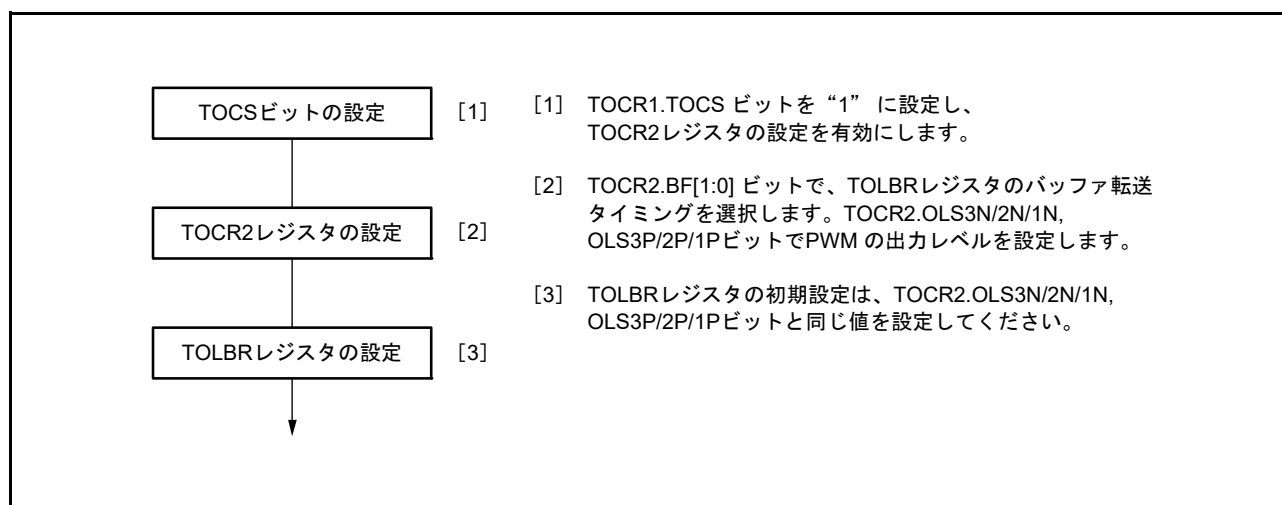 TOCSビットの設定 [1]
TOCR2レジスタの設定 [2]
TOLBRレジスタの設定 [3]
[1] TOCR1.TOCS ビットを“1” に設定し、
TOCR2レジスタの設定を有効にします。
[2] TOCR2.BF[1:0] ビットで、TOLBRレジスタのバッファ転送
タイミングを選択します。TOCR2.OLS3N/2N/1N,
OLS3P/2P/1PビットでPWM の出力レベルを設定します。
[3] TOLBRレジスタの初期設定は、TOCR2.OLS3N/2N/1N,
OLS3P/2P/1Pビットと同じ値を設定してください。